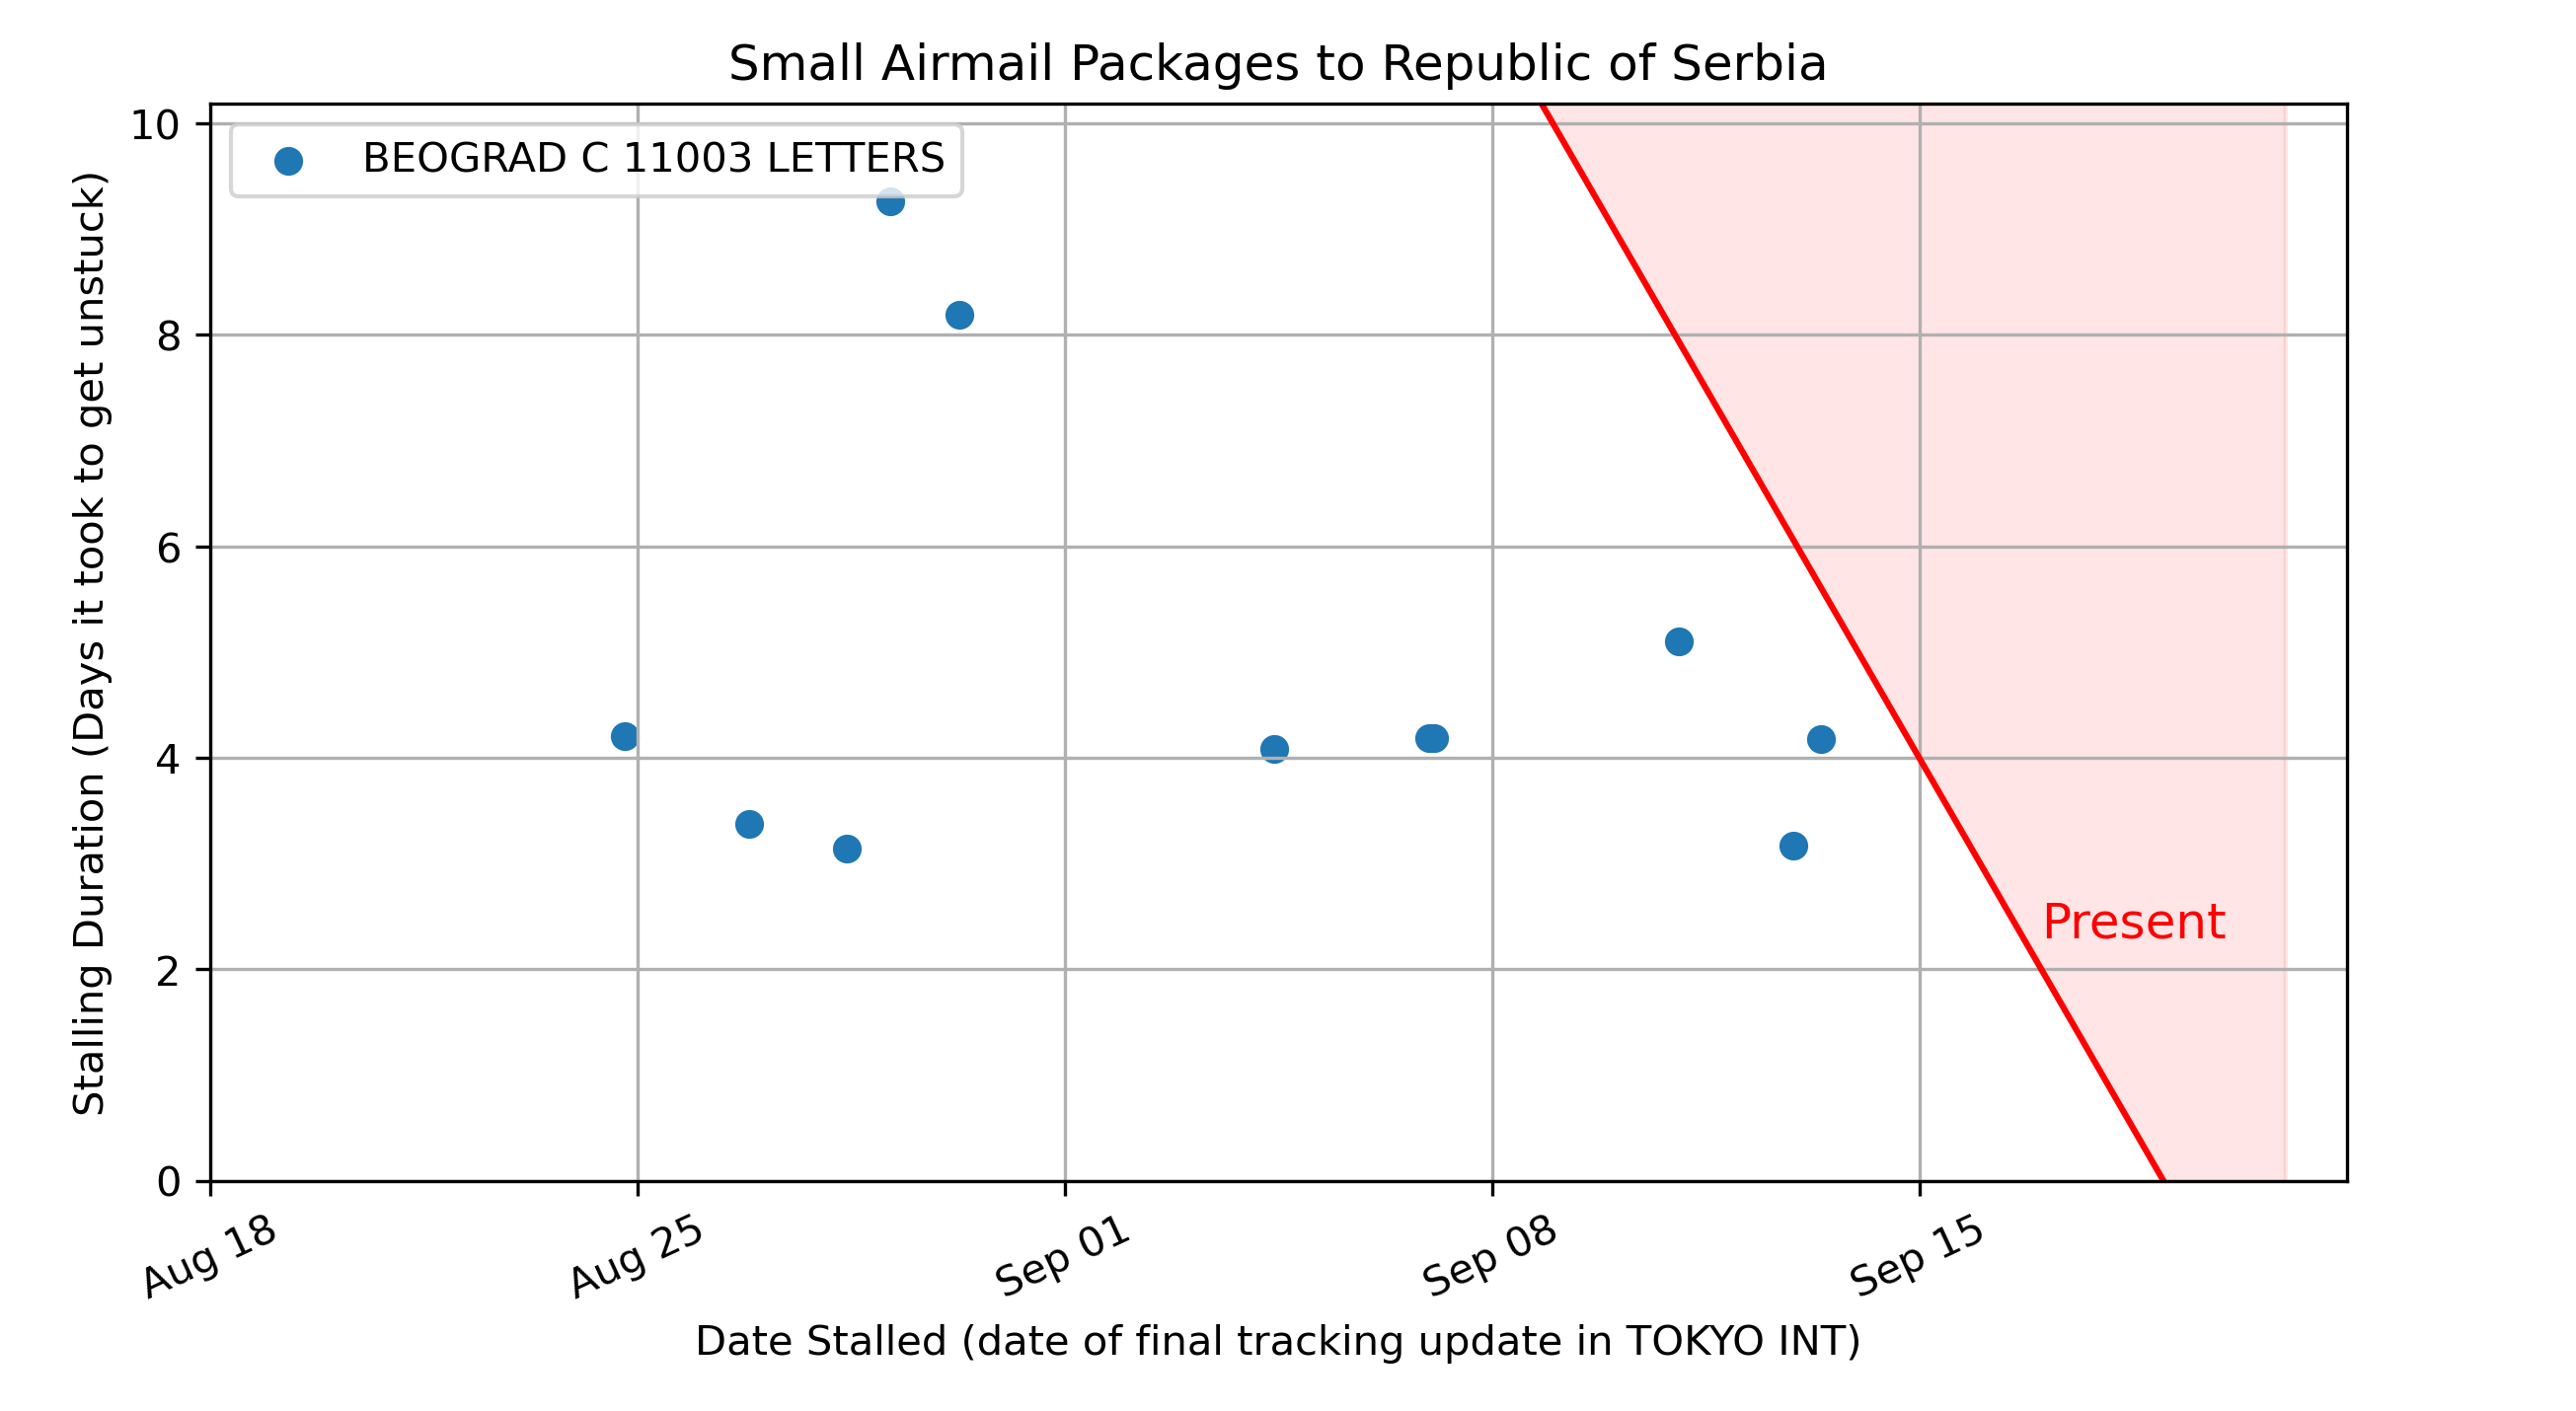 Small Airmail Packages to Republic of Serbia
BEOGRAD C 11003 LETTERS
Stalling Duration (Days it took to get unstuck)
10
8
6
4
2
0
Present
Aug 18
Aug 25
Sep 01
Sep 08
Sep 15
Date Stalled (date of final tracking update in TOKYO INT)